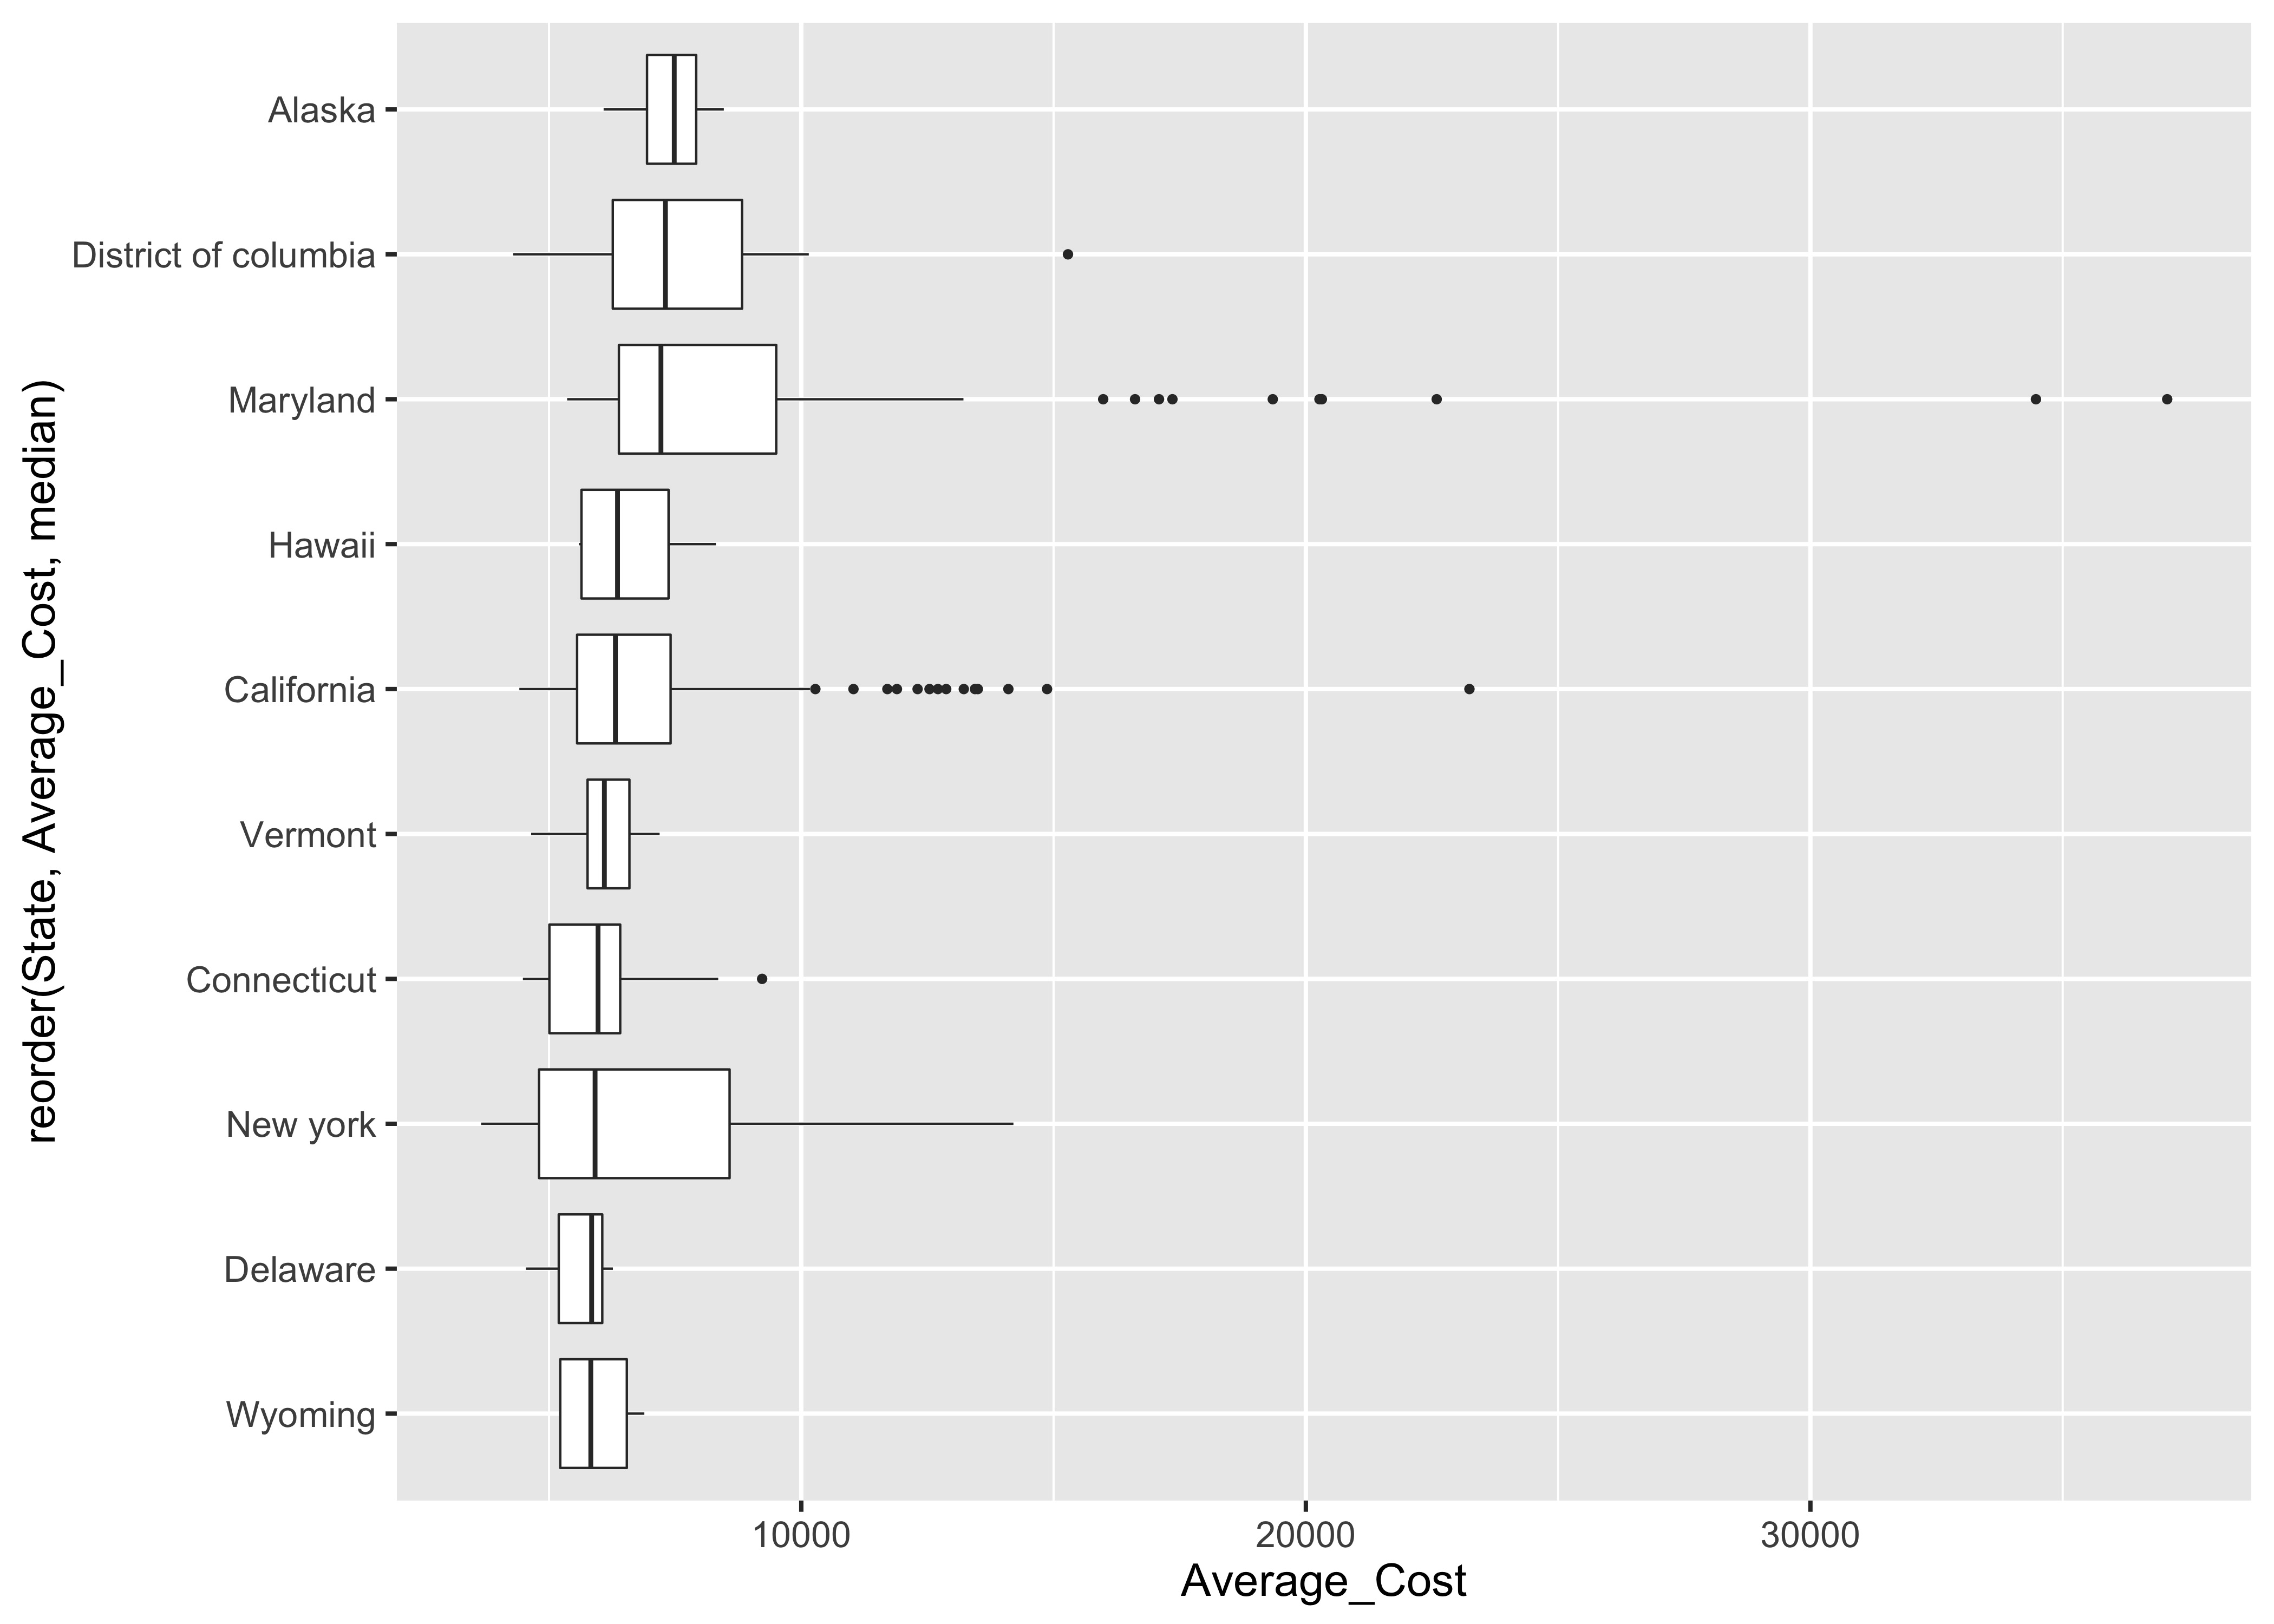 reorder(State, Average_Cost, median)
Alaska
District of columbia
Maryland
Hawaii
California
Vermont
Connecticut
New york
Delaware
Wyoming
10000 20000 30000
Average_Cost